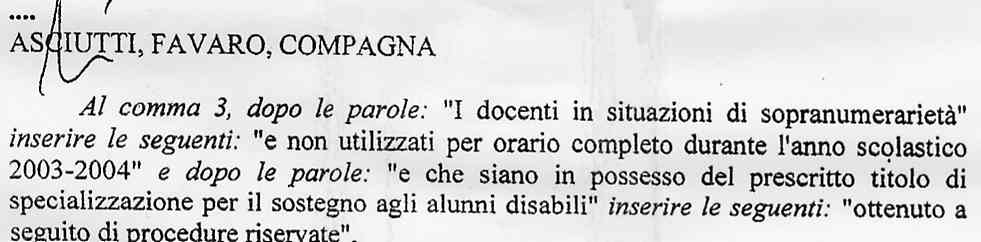 ....
ASCIUTTI, FAVARO, COMPAGNA
Al comma 3, dopo le parole: "I docenti in situazioni di sopranumerarietà"
inserire le seguenti: "e non utilizzati per orario completo durante l'anno scolastico
2003-2004" e dopo le parole: "e che siano in possesso del prescritto titolo di
specializzazione per il sostegno agli alunni disabili" inserire le seguenti: "ottenuto a
seguito di procedure riservate".